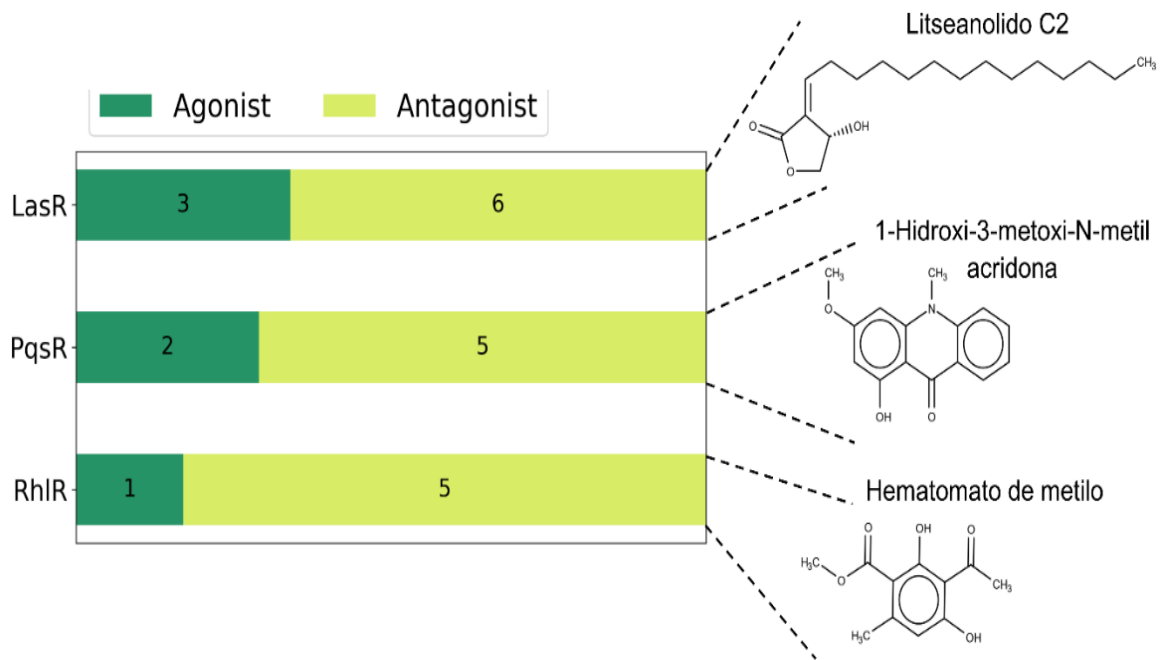 Litseanolido C2
CH₃
O
OH
O
Agonist
Antagonist
LasR
3
6
1-Hidroxi-3-metoxi-N-metil
acridona
CH₃
CH₃
O
N
OH
O
PqsR
2
5
Hematomato de metilo
O
OH
O
H₃C
O
CH₃
H₃C
OH
RhlR
1
5